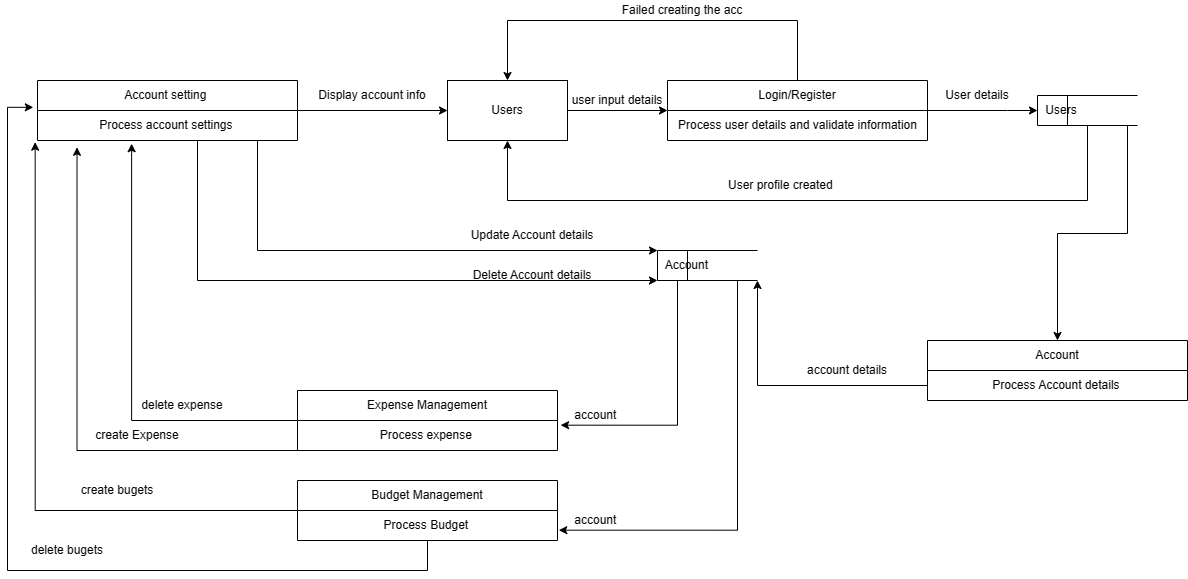 Failed creating the acc
Account setting
Process account settings
Display account info
Users
user input details
Login/Register
Process user details and validate information
User details
Users
User profile created
Update Account details
Delete Account details
Account
Account
Process Account details
account details
delete expense
create Expense
Expense Management
Process expense
account
create bugets
Budget Management
Process Budget
account
delete bugets